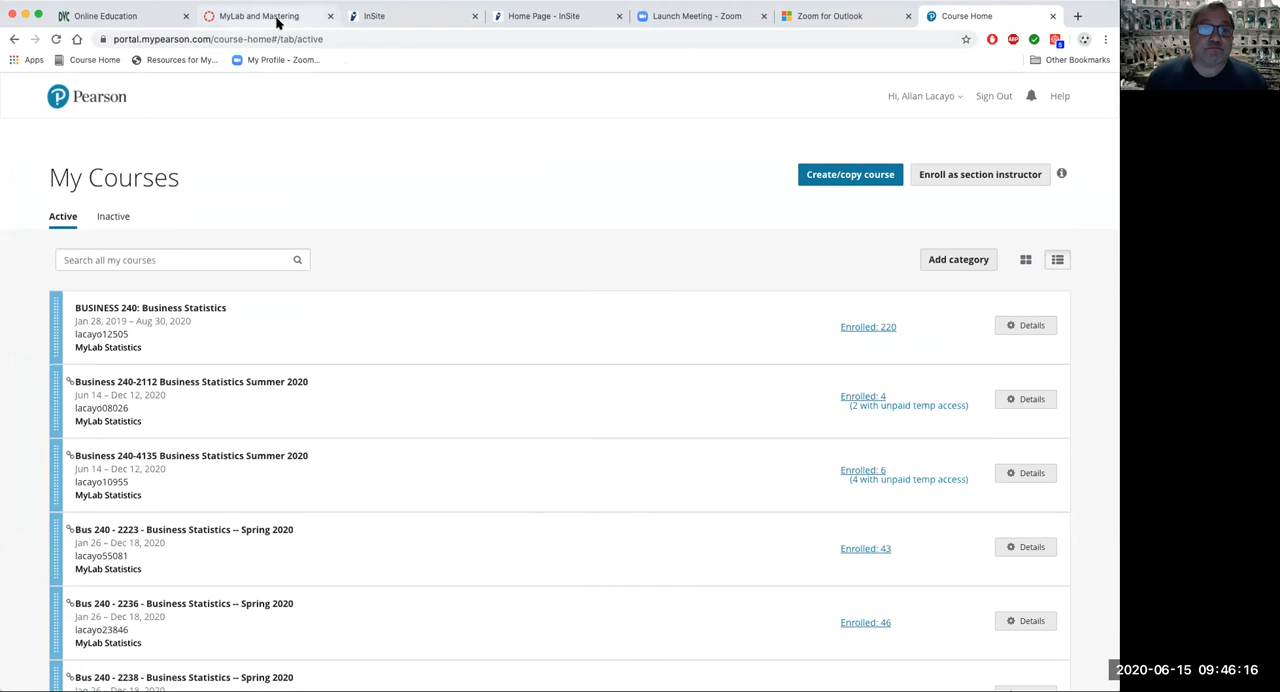 Online Education
MyLab and Mastering
InSite
Home Page - InSite
Launch Meeting - Zoom
Zoom for Outlook
Course Home
portal.mypearson.com/course-home#/tab/active
ABP
6
Apps
Course Home
Resources for My...
My Profile - Zoom...
Other Bookmarks
Pearson
Hi, Allan Lacayo
Sign Out
Help
My Courses
Create/copy course
Enroll as section instructor
Active
Inactive
Search all my courses
Add category
BUSINESS 240: Business Statistics
Jan 28, 2019 – Aug 30, 2020
lacayo12505
MyLab Statistics
Enrolled: 220
Details
Business 240-2112 Business Statistics Summer 2020
Jun 14 – Dec 12, 2020
lacayo08026
MyLab Statistics
Enrolled: 4
(2 with unpaid temp access)
Details
Business 240-4135 Business Statistics Summer 2020
Jun 14 – Dec 12, 2020
lacayo10955
MyLab Statistics
Enrolled: 6
(4 with unpaid temp access)
Details
Bus 240 - 2223 - Business Statistics -- Spring 2020
Jan 26 – Dec 18, 2020
lacayo55081
MyLab Statistics
Enrolled: 43
Details
Bus 240 - 2236 - Business Statistics -- Spring 2020
Jan 26 – Dec 18, 2020
lacayo23846
MyLab Statistics
Enrolled: 46
Details
Bus 240 - 2238 - Business Statistics -- Spring 2020
2020-06-15 09:46:16